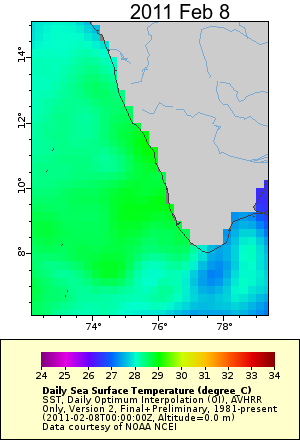 2011 Feb 8
14°
12°
10°
8°
74° 76° 78°
24 25 26 27 28 29 30 31 32 33 34
Daily Sea Surface Temperature (degree_C)
SST, Daily Optimum Interpolation (OI), AVHRR
Only, Version 2, Final+Preliminary, 1981-present
(2011-02-08T00:00:00Z, Altitude=0.0 m)
Data courtesy of NOAA NCEI